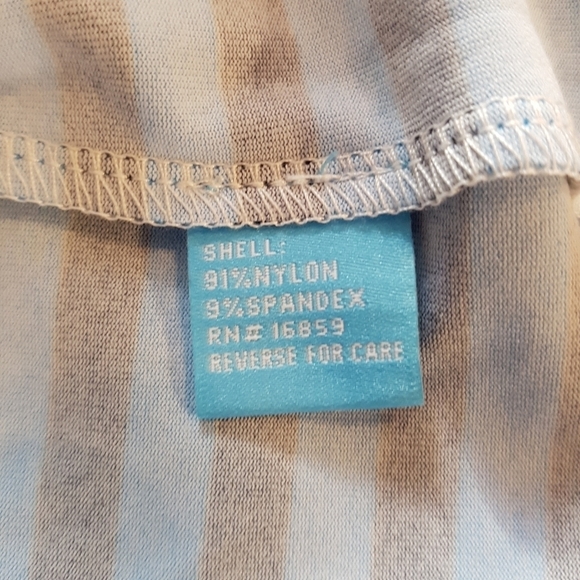 SHELL:
91%NYLON
9%SPANDEX
RN# 16859
REVERSE FOR CARE